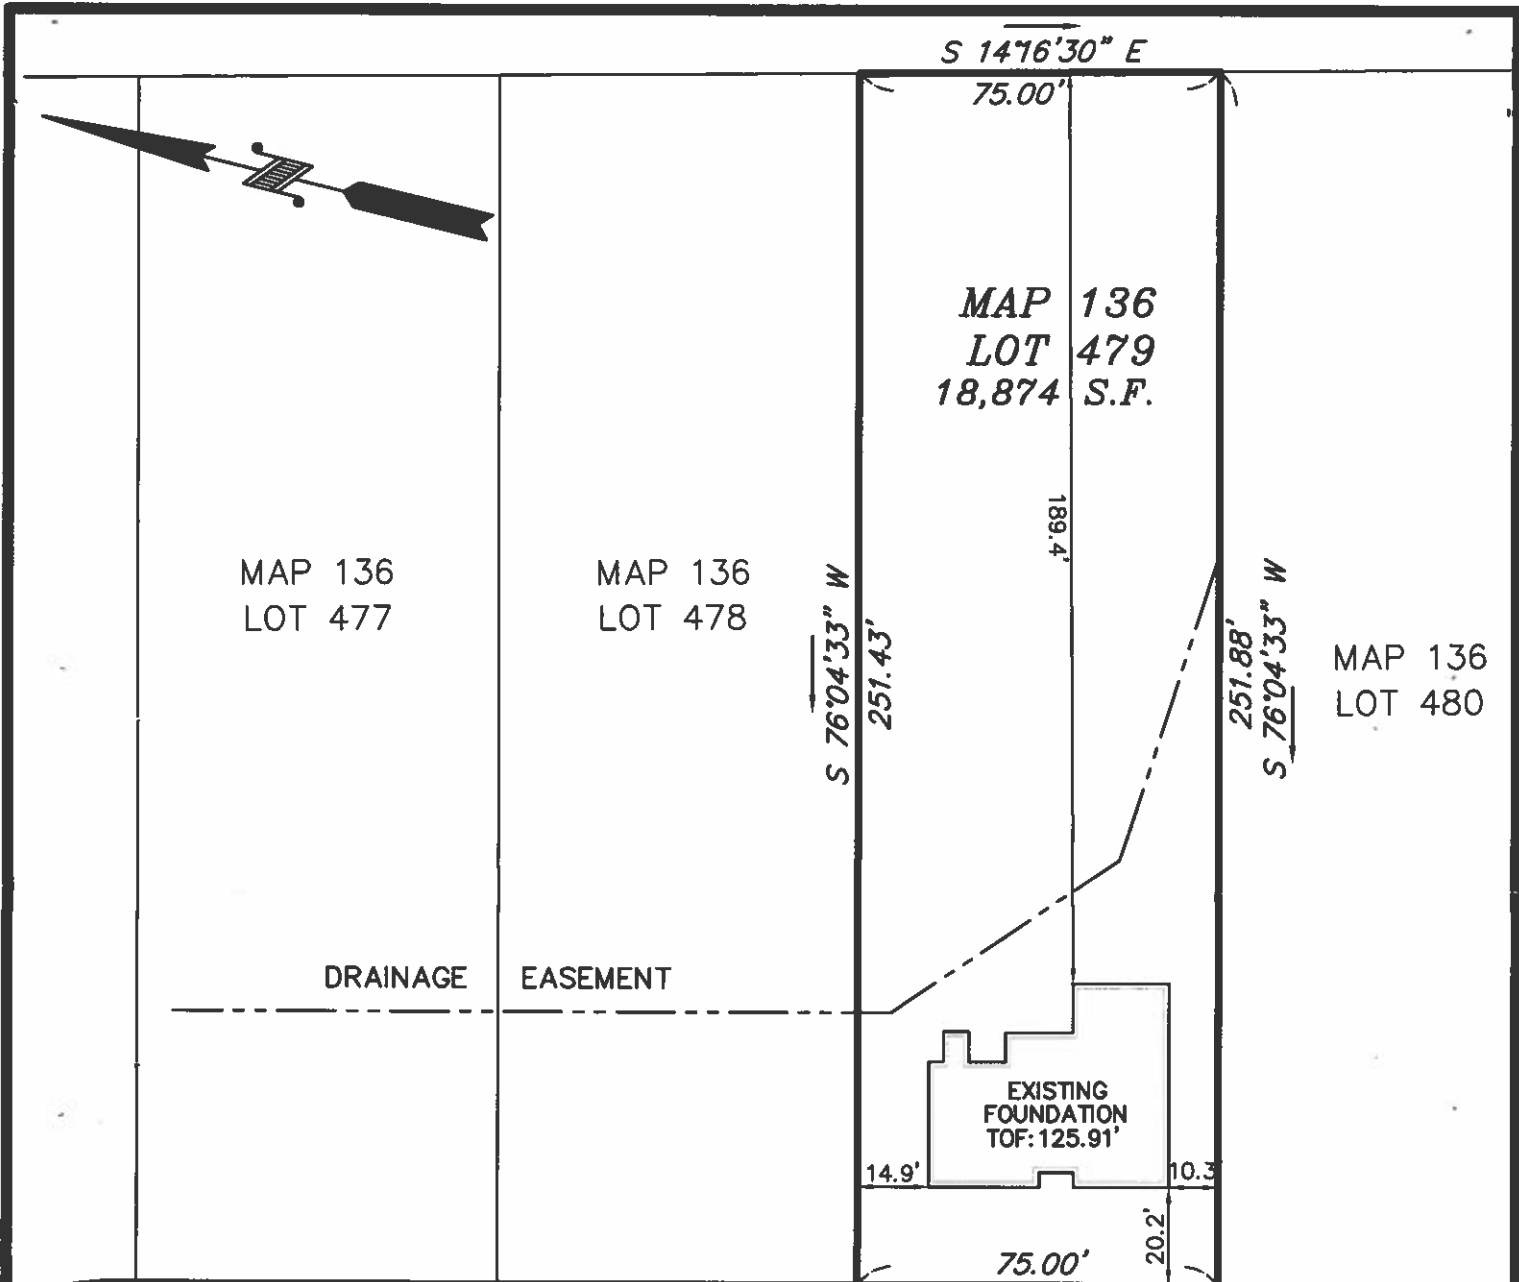 S 14°16'30" E
75.00'
MAP 136
LOT 479
18,874 S.F.
189.4'
MAP 136
LOT 477
MAP 136
LOT 478
S 76°04'33" W
251.43'
251.88'
S 76°04'33" W
MAP 136
LOT 480
DRAINAGE EASEMENT
EXISTING
FOUNDATION
TOF: 125.91'
14.9'
10.3
20.2'
75.00'